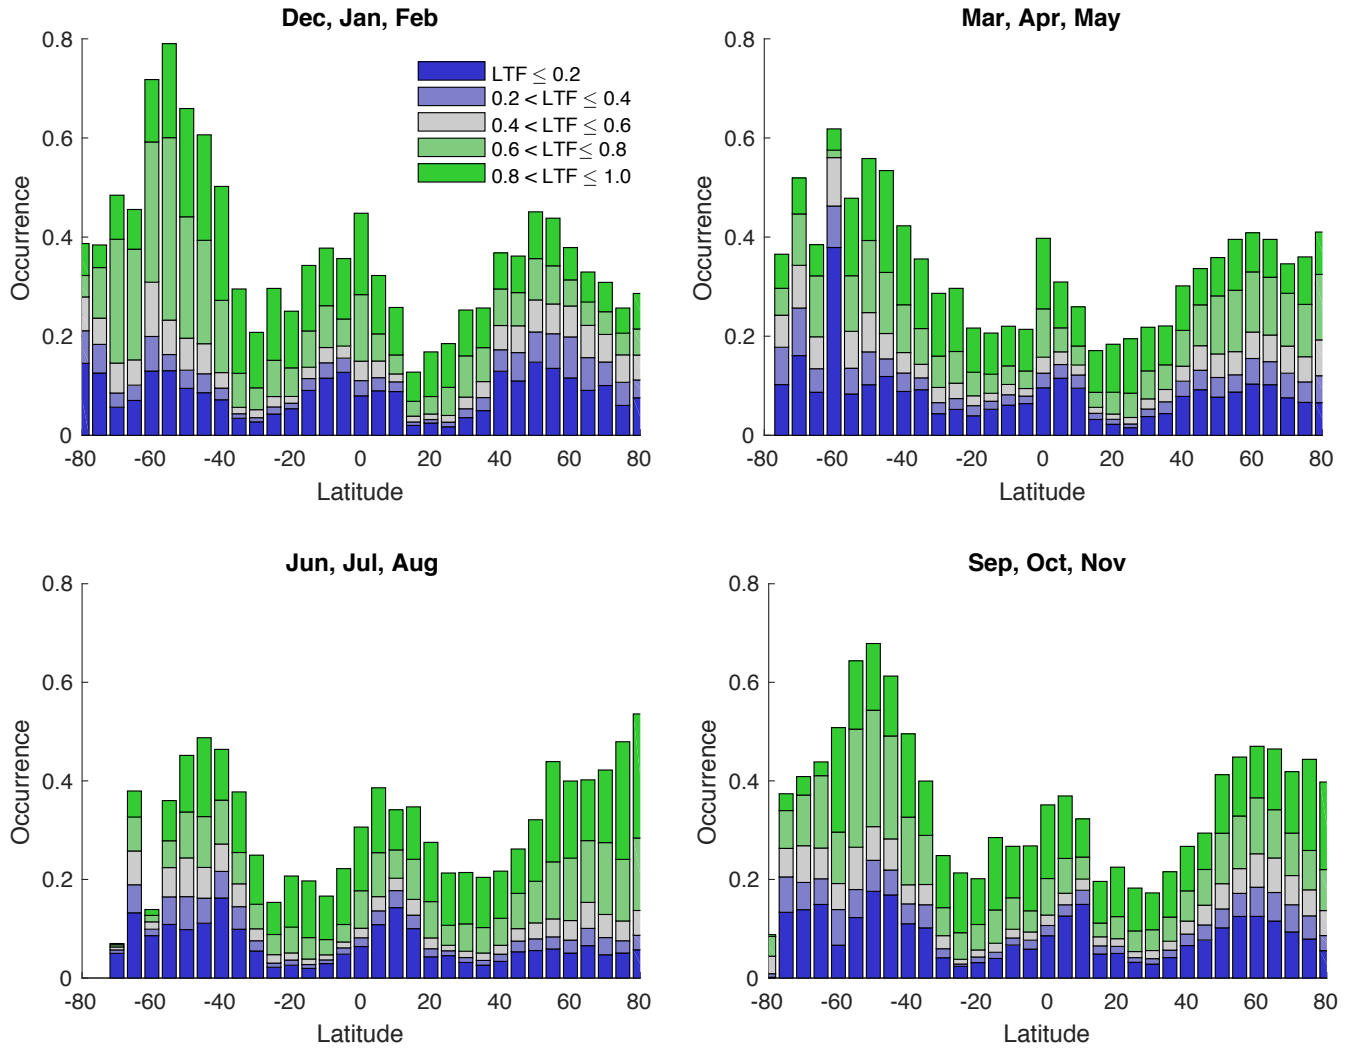 Dec, Jan, Feb
Occurrence
0.8
0.6
0.4
0.2
0
LTF ≤ 0.2
0.2 < LTF ≤ 0.4
0.4 < LTF ≤ 0.6
0.6 < LTF ≤ 0.8
0.8 < LTF ≤ 1.0
-80 -60 -40 -20 0 20 40 60 80
Latitude
Mar, Apr, May
Occurrence
0.8
0.6
0.4
0.2
0
-80 -60 -40 -20 0 20 40 60 80
Latitude
Jun, Jul, Aug
Occurrence
0.8
0.6
0.4
0.2
0
-80 -60 -40 -20 0 20 40 60 80
Latitude
Sep, Oct, Nov
Occurrence
0.8
0.6
0.4
0.2
0
-80 -60 -40 -20 0 20 40 60 80
Latitude